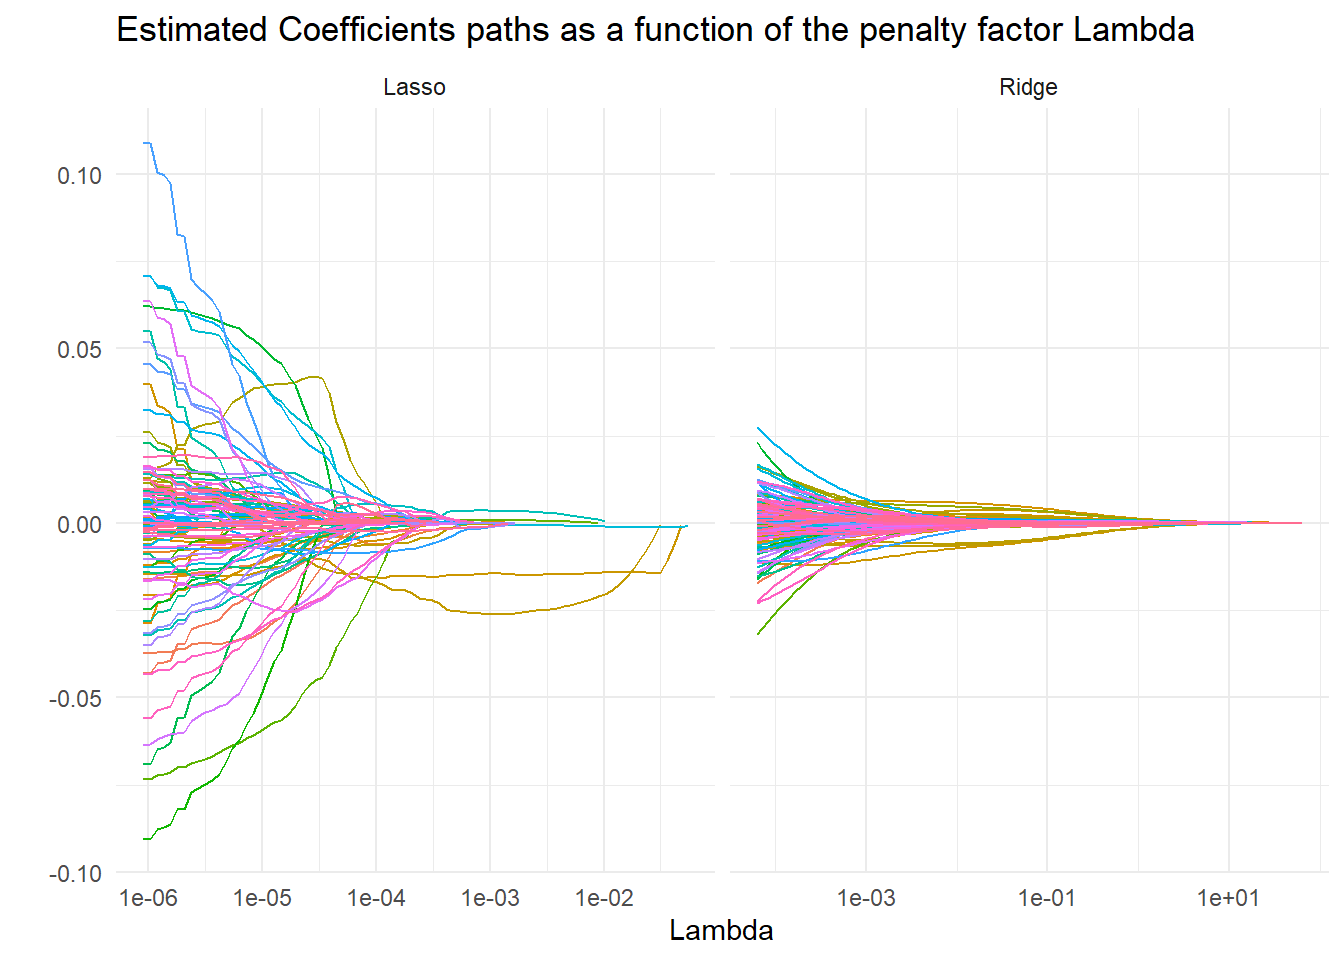 Estimated Coefficients paths as a function of the penalty factor Lambda
Lasso
Ridge
0.10
0.05
0.00
-0.05
-0.10
1e-06 1e-05 1e-04 1e-03 1e-02
1e-03 1e-01 1e+01
Lambda